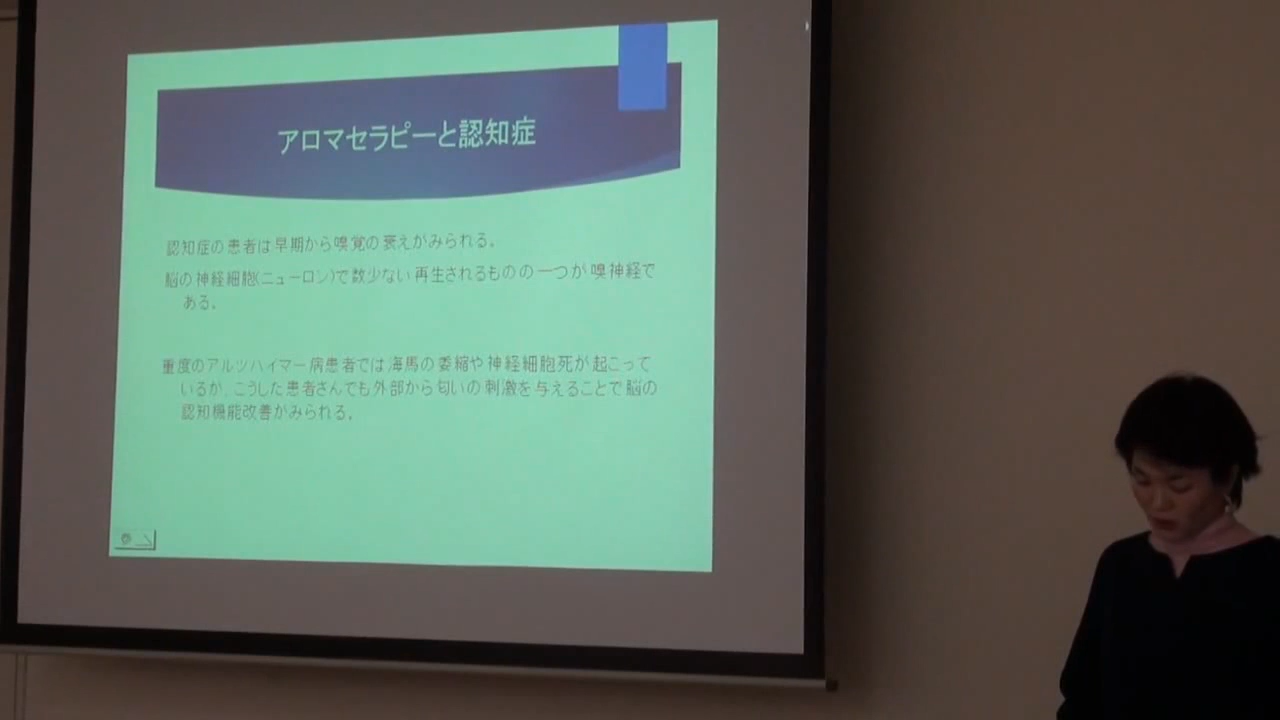 アロマセラピーと認知症
認知症の患者は早期から嗅覚の衰えがみられる。
脳の神経細胞(ニューロン)で数少ない再生されるものの一つが嗅神経で
ある。
重度のアルツハイマー病患者では海馬の委縮や神経細胞死が起こって
いるが、こうした患者さんでも外部から匂いの刺激を与えることで脳の
認知機能改善がみられる。